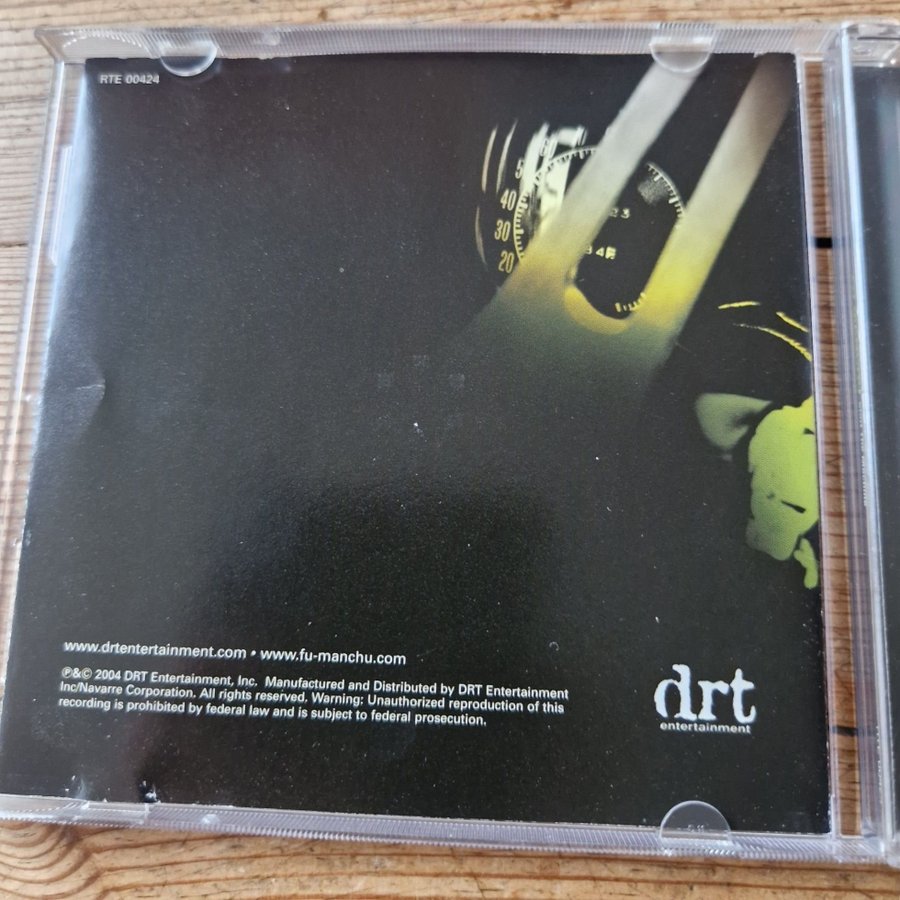 RTE 00424
50
40
30
20
www.drtentertainment.com • www.fu-manchu.com
℗&© 2004 DRT Entertainment, Inc. Manufactured and Distributed by DRT Entertainment
Inc/Navarre Corporation. All rights reserved. Warning: Unauthorized reproduction of this
recording is prohibited by federal law and is subject to federal prosecution.
drt
entertainment